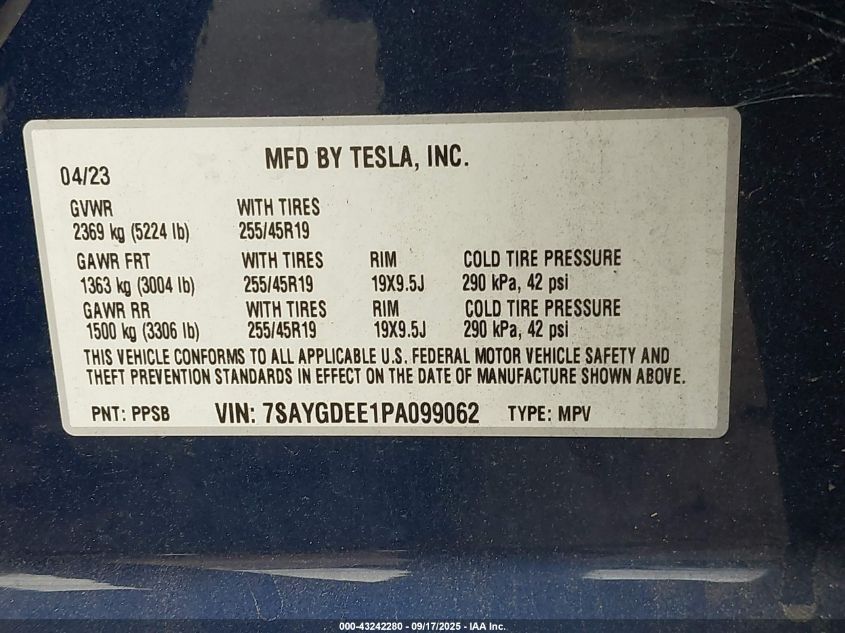 MFD BY TESLA, INC.
04/23
GVWR WITH TIRES
2369 kg (5224 lb) 255/45R19
GAWR FRT WITH TIRES RIM COLD TIRE PRESSURE
1363 kg (3004 lb) 255/45R19 19X9.5J 290 kPa, 42 psi
GAWR RR WITH TIRES RIM COLD TIRE PRESSURE
1500 kg (3306 lb) 255/45R19 19X9.5J 290 kPa, 42 psi
THIS VEHICLE CONFORMS TO ALL APPLICABLE U.S. FEDERAL MOTOR VEHICLE SAFETY AND
THEFT PREVENTION STANDARDS IN EFFECT ON THE DATE OF MANUFACTURE SHOWN ABOVE.
PNT: PPSB VIN: 7SAYGDEE1PA099062 TYPE: MPV
000-43242280 - 09/17/2025 - IAA Inc.